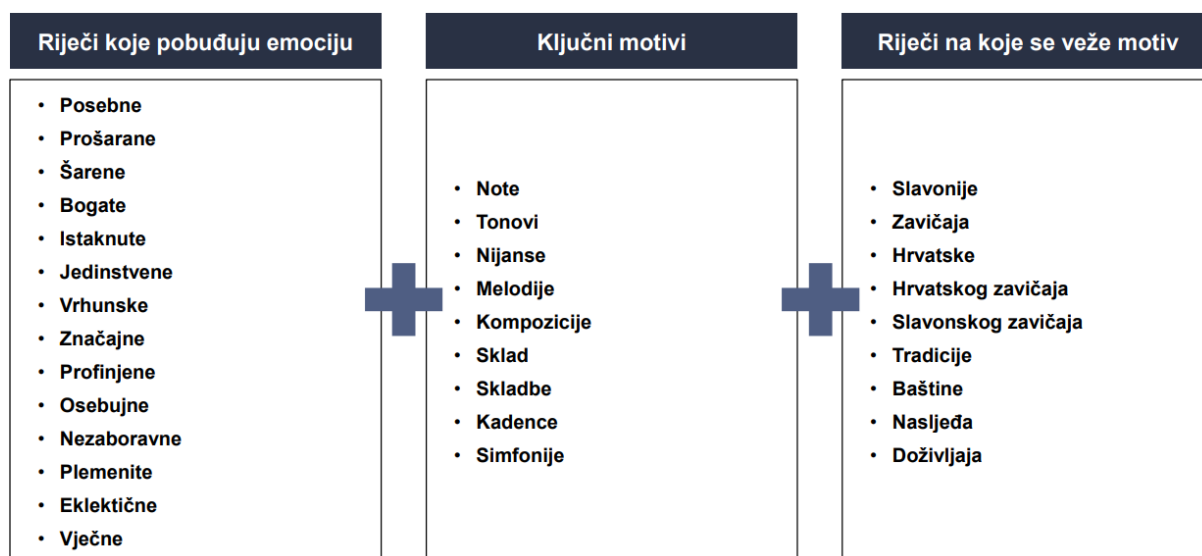 Riječi koje pobuđuju emociju
• Posebne
• Prošarane
• Šarene
• Bogate
• Istaknute
• Jedinstvene
• Vrhunske
• Značajne
• Profinjene
• Osebujne
• Nezaboravne
• Plemenite
• Eklektične
• Vječne
Ključni motivi
• Note
• Tonovi
• Nijanse
• Melodije
• Kompozicije
• Sklad
• Skladbe
• Kadence
• Simfonije
Riječi na koje se veže motiv
• Slavonije
• Zavičaja
• Hrvatske
• Hrvatskog zavičaja
• Slavonskog zavičaja
• Tradicije
• Baštine
• Nasljeđa
• Doživljaja